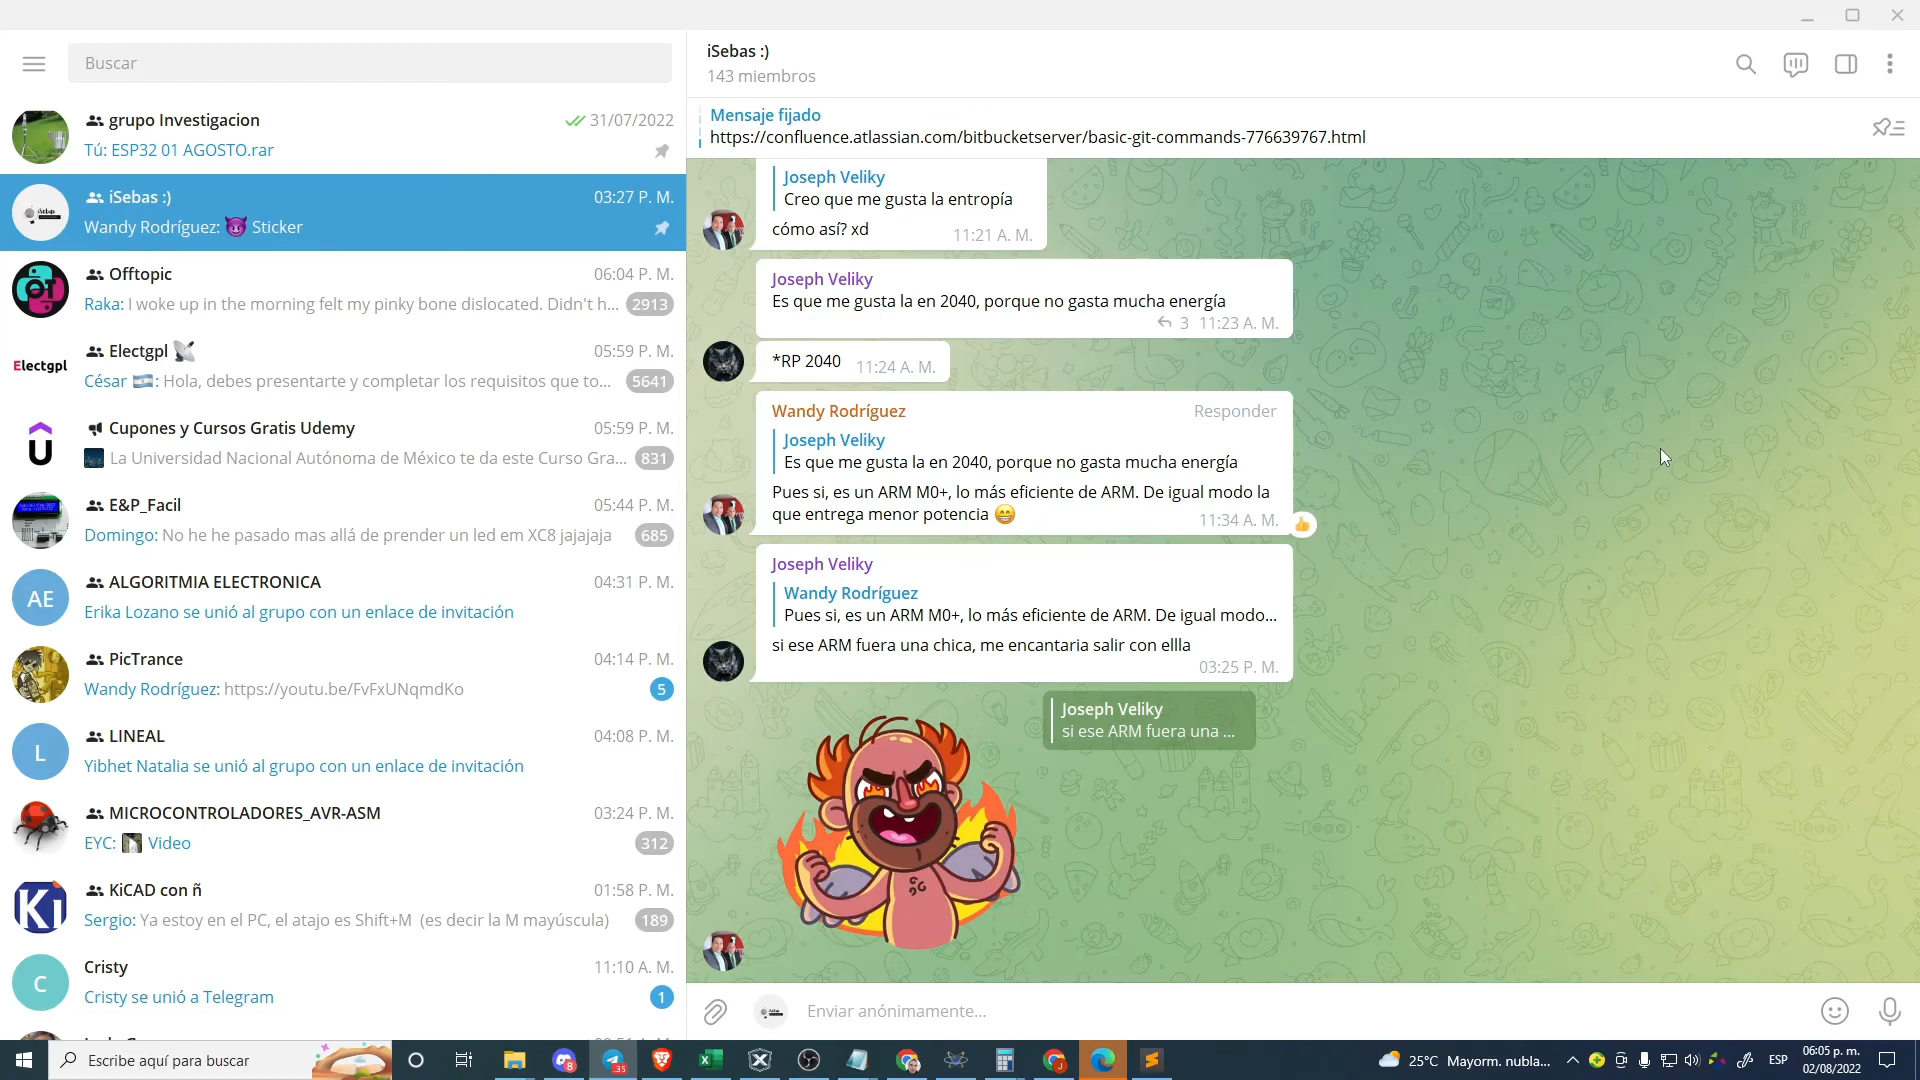 Buscar
grupo Investigacion
31/07/2022
Tú: ESP32 01 AGOSTO.rar
iSebas :)
03:27 P. M.
Wandy Rodríguez: 😈 Sticker
Offtopic
06:04 P. M.
Raka: I woke up in the morning felt my pinky bone dislocated. Didn't h...
2913
Electgpl
Electgpl 📡
05:59 P. M.
César 🇦🇷: Hola, debes presentarte y completar los requisitos que to...
5641
Cupones y Cursos Gratis Udemy
05:59 P. M.
La Universidad Nacional Autónoma de México te da este Curso Gra...
831
E&P_Facil
05:44 P. M.
Domingo: No he he pasado mas allá de prender un led em XC8 jajajaja
685
AE
ALGORITMIA ELECTRONICA
04:31 P. M.
Erika Lozano se unió al grupo con un enlace de invitación
PicTrance
04:14 P. M.
Wandy Rodríguez: https://youtu.be/FvFxUNqmdKo
5
L
LINEAL
04:08 P. M.
Yibhet Natalia se unió al grupo con un enlace de invitación
MICROCONTROLADORES_AVR-ASM
03:24 P. M.
EYC: Video
312
Ki
KiCAD con ñ
01:58 P. M.
Sergio: Ya estoy en el PC, el atajo es Shift+M (es decir la M mayúscula)
189
C
Cristy
11:10 A. M.
Cristy se unió a Telegram
1
iSebas :)
143 miembros
Mensaje fijado
https://confluence.atlassian.com/bitbucketserver/basic-git-commands-776639767.html
Joseph Veliky
Creo que me gusta la entropía
cómo así? xd
11:21 A. M.
Joseph Veliky
Es que me gusta la en 2040, porque no gasta mucha energía
3 11:23 A. M.
*RP 2040
11:24 A. M.
Wandy Rodríguez
Responder
Joseph Veliky
Es que me gusta la en 2040, porque no gasta mucha energía
Pues si, es un ARM M0+, lo más eficiente de ARM. De igual modo la
que entrega menor potencia 😁
11:34 A. M.
👍
Joseph Veliky
Wandy Rodríguez
Pues si, es un ARM M0+, lo más eficiente de ARM. De igual modo...
si ese ARM fuera una chica, me encantaria salir con ellla
03:25 P. M.
Joseph Veliky
si ese ARM fuera una ...
Enviar anónimamente...
Escribe aquí para buscar
25°C Mayorm. nubla...
ESP
06:05 p. m.
02/08/2022